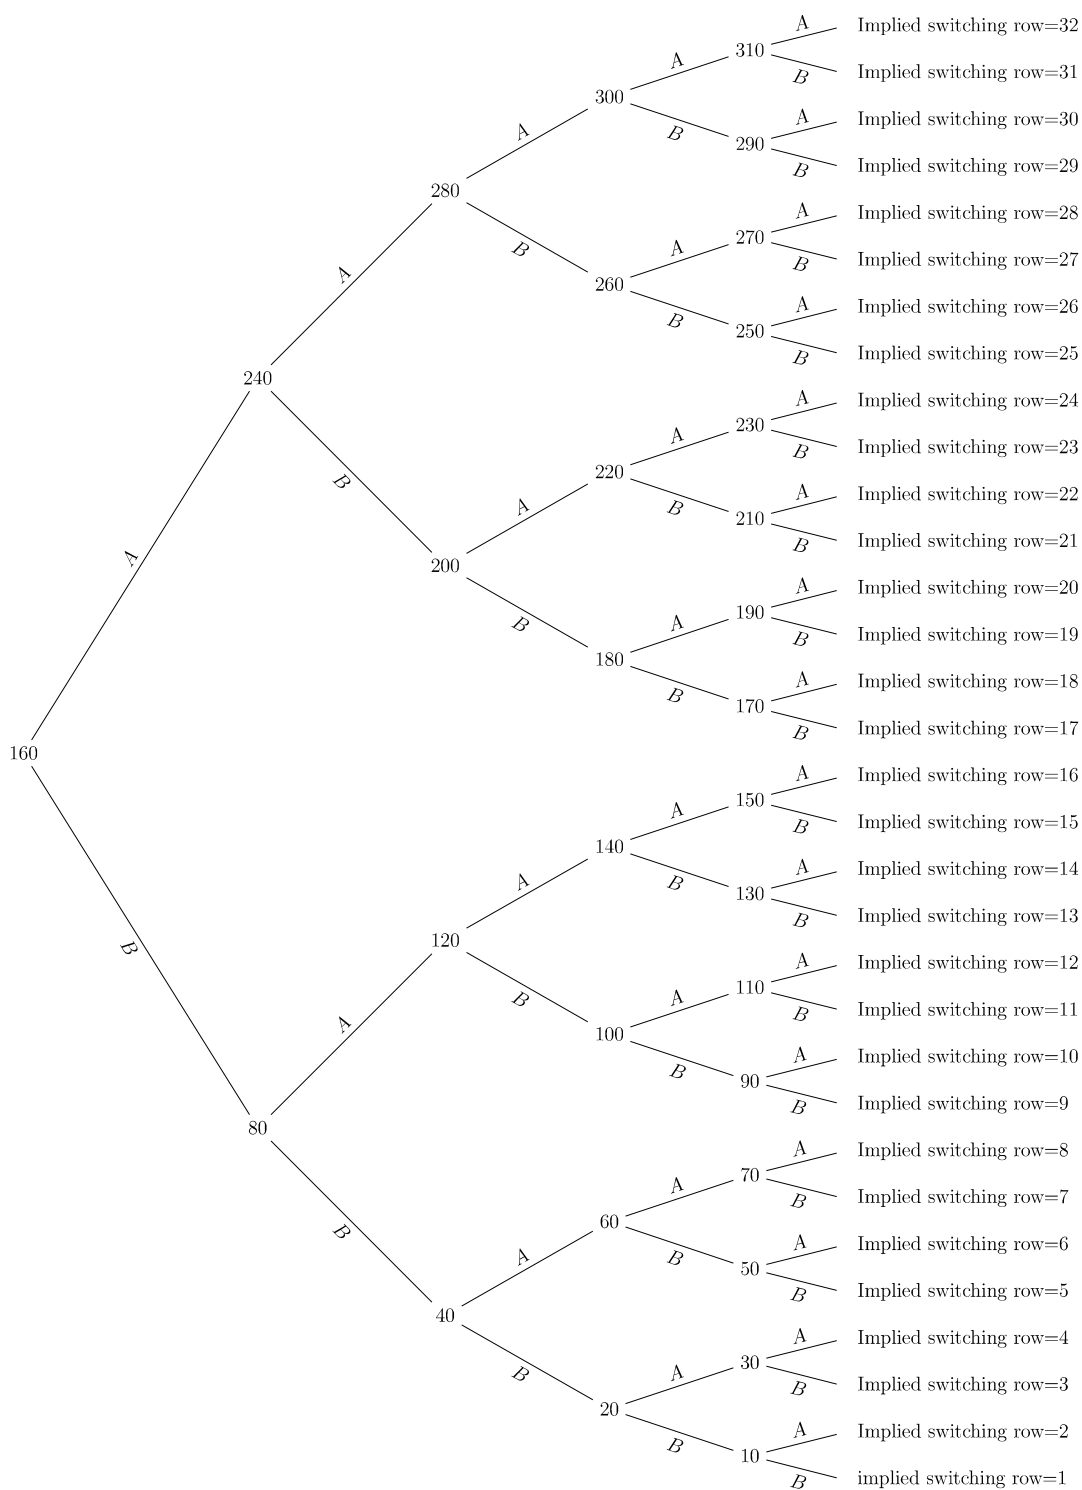 A
Implied switching row=32
310
A
B
Implied switching row=31
300
A
A
Implied switching row=30
B
290
B
Implied switching row=29
280
A
Implied switching row=28
B
A
270
B
Implied switching row=27
A
260
A
Implied switching row=26
B
250
B
Implied switching row=25
240
A
Implied switching row=24
A
230
B
Implied switching row=23
220
B
A
A
Implied switching row=22
B
210
B
Implied switching row=21
200
A
Implied switching row=20
A
B
A
190
B
Implied switching row=19
180
A
Implied switching row=18
B
170
B
Implied switching row=17
160
A
Implied switching row=16
A
150
B
Implied switching row=15
140
A
A
Implied switching row=14
B
130
B
Implied switching row=13
B
120
A
Implied switching row=12
B
A
110
B
Implied switching row=11
A
100
A
Implied switching row=10
B
90
B
Implied switching row=9
80
A
Implied switching row=8
A
70
B
Implied switching row=7
60
B
A
A
Implied switching row=6
B
50
B
Implied switching row=5
40
A
Implied switching row=4
B
A
30
B
Implied switching row=3
20
A
Implied switching row=2
B
10
B
implied switching row=1